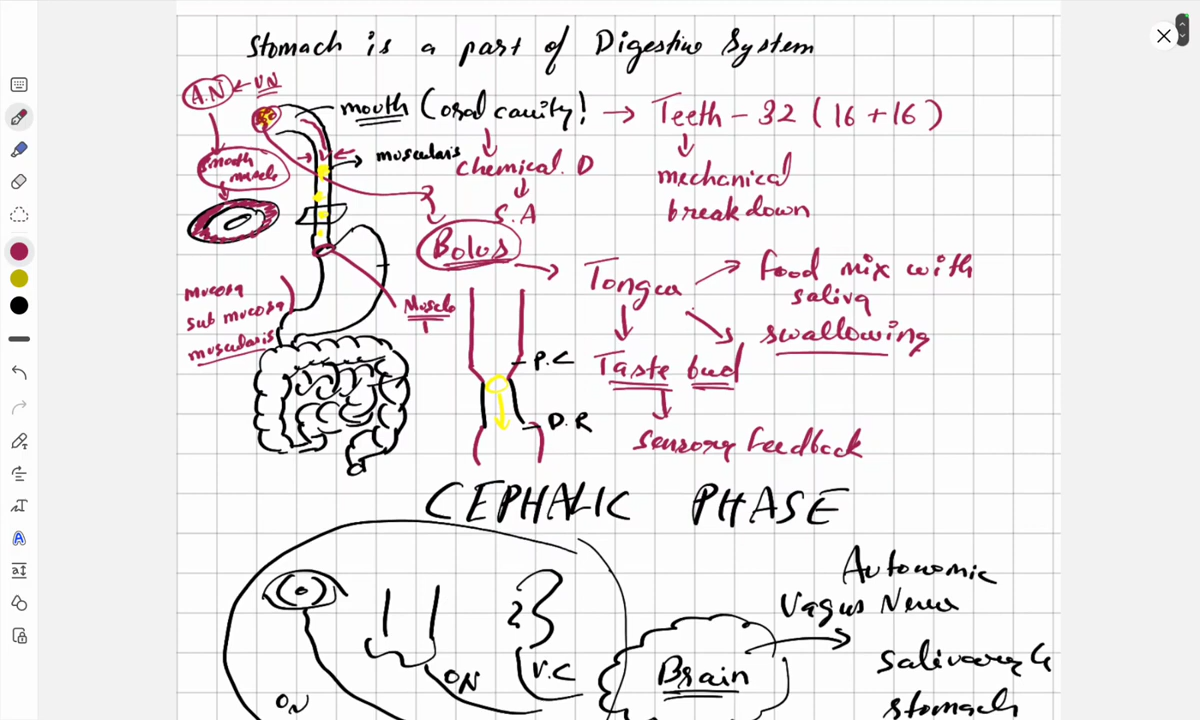 Stomach is a part of Digestive System
A.N ← VN
mouth (oral cavity! → Teeth - 32 (16 + 16)
smooth muscle
muscularis
Chemical. D
S.A
mechanical
breakdown
Bolus
Tongue
food mix with
saliva
swallowing
mucosa
sub mucosa
muscularis
Muscle
P.C
Taste bud
D.R
sensory feedback
CEPHALIC PHASE
Autonomic
Vagus Nerve
V.C
ON
ON
Brain
salivary G
stomach